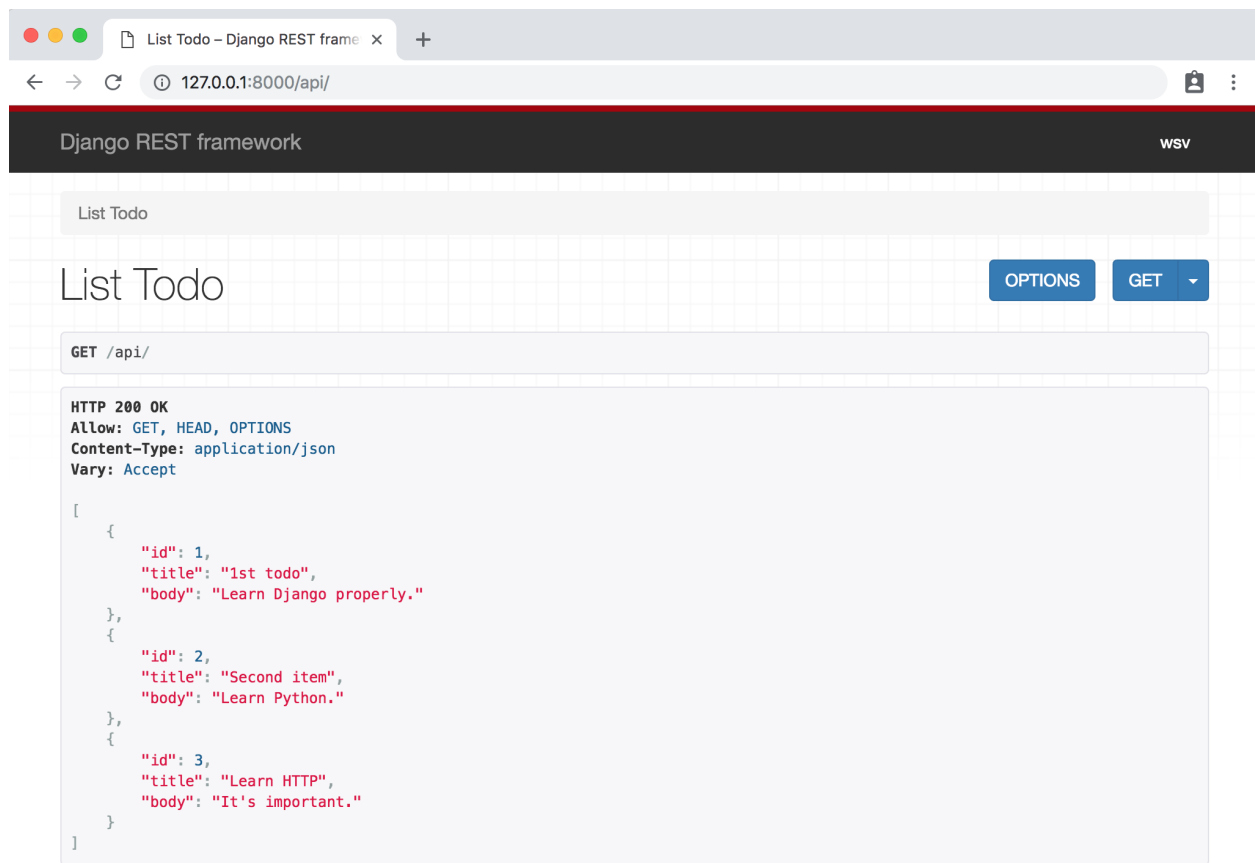 List Todo – Django REST frame
127.0.0.1:8000/api/
Django REST framework
wsv
List Todo
List Todo
OPTIONS
GET
GET /api/
HTTP 200 OK
Allow: GET, HEAD, OPTIONS
Content-Type: application/json
Vary: Accept
[
    {
        "id": 1,
        "title": "1st todo",
        "body": "Learn Django properly."
    },
    {
        "id": 2,
        "title": "Second item",
        "body": "Learn Python."
    },
    {
        "id": 3,
        "title": "Learn HTTP",
        "body": "It's important."
    }
]